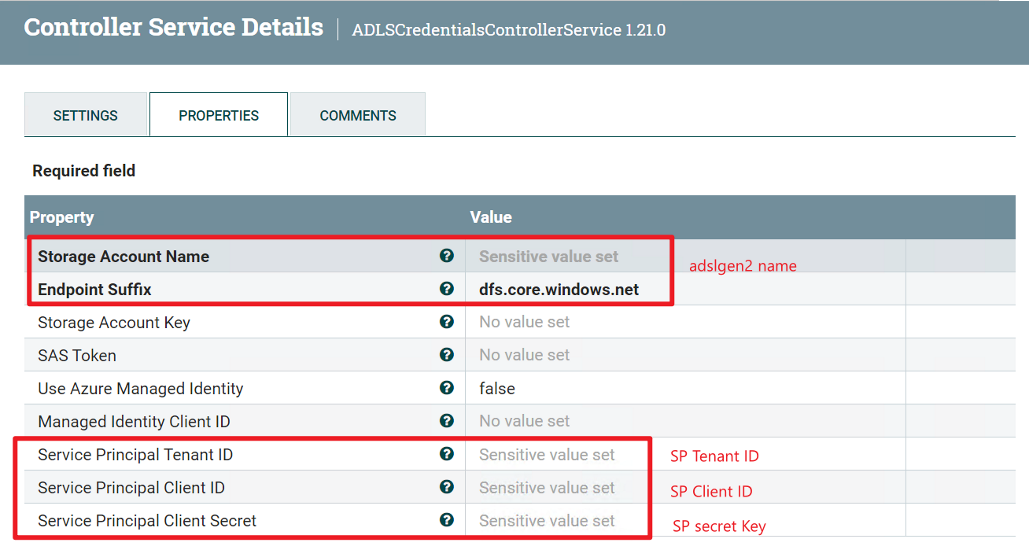 Controller Service Details | ADLSCredentialsControllerService 1.21.0
SETTINGS PROPERTIES COMMENTS
Required field
Property Value
Storage Account Name ? Sensitive value set
adslgen2 name
Endpoint Suffix ? dfs.core.windows.net
Storage Account Key ? No value set
SAS Token ? No value set
Use Azure Managed Identity ? false
Managed Identity Client ID ? No value set
Service Principal Tenant ID ? Sensitive value set SP Tenant ID
Service Principal Client ID ? Sensitive value set SP Client ID
Service Principal Client Secret ? Sensitive value set SP secret Key